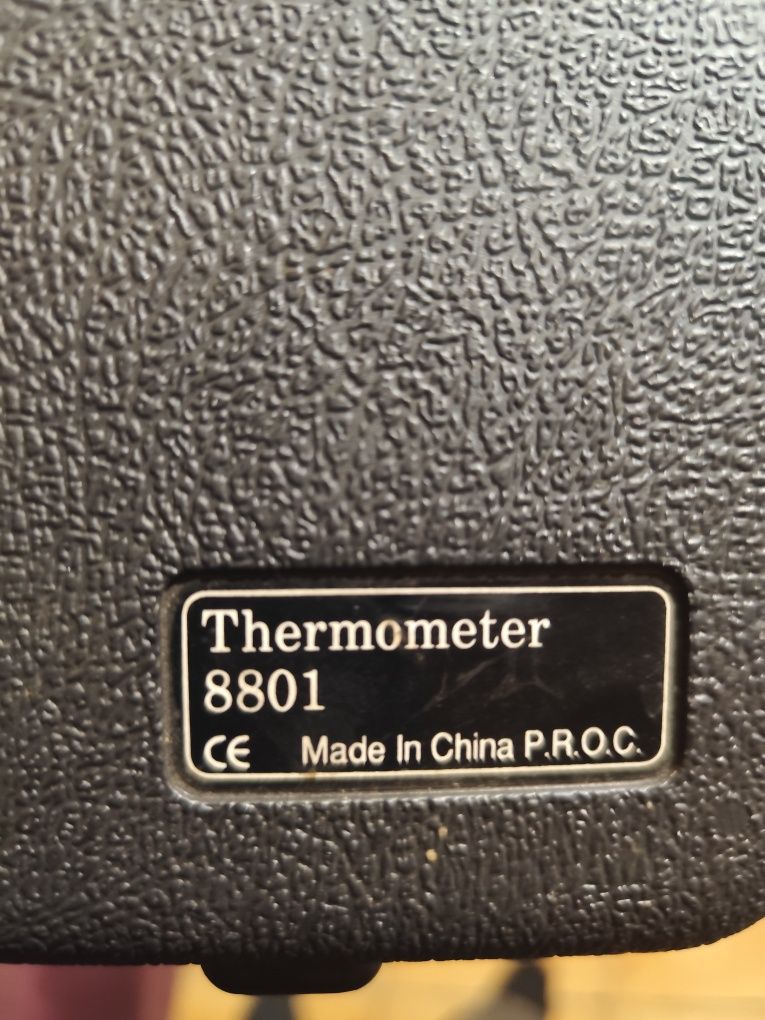 Thermometer
8801
CE Made In China P.R.O.C.